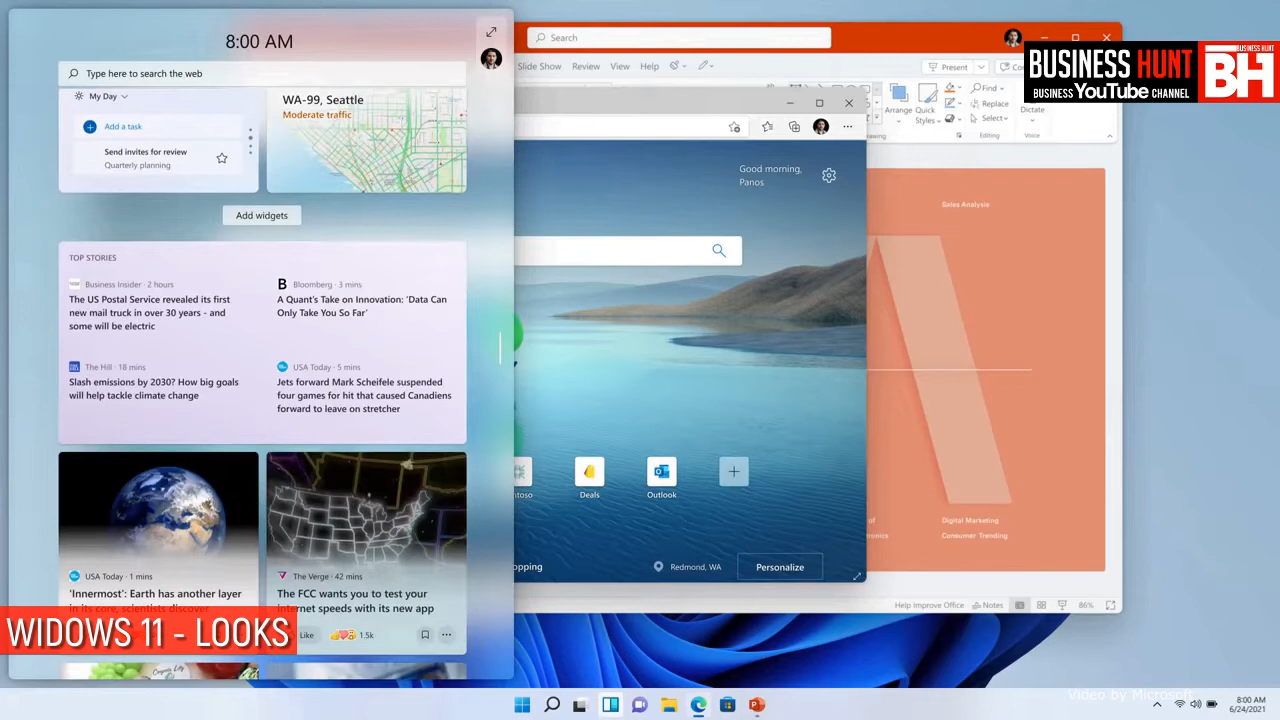 8:00 AM
Type here to search the web
My Day
Add a task
Send invites for review
Quarterly planning
WA-99, Seattle
Add widgets
TOP STORIES
Business Insider · 2 hours
The US Postal Service revealed its first
new mail truck in over 30 years - and
some will be electric
B Bloomberg · 3 mins
A Quant's Take on Innovation: 'Data Can
Only Take You So Far'
The Hill · 18 mins
Slash emissions by 2030? How big goals
will help tackle climate change
USA Today · 5 mins
Jets forward Mark Scheifele suspended
four games for hit that caused Canadiens
forward to leave on stretcher
USA Today · 1 mins
'Innermost': Earth has another layer
in its core, scientists discover
The Verge · 42 mins
The FCC wants you to test your
internet speeds with its new app
Like
1.5k
WIDOWS 11 - LOOKS
Search
Slide Show Review View Help
Present
Arrange
Quick
Styles
Find
Replace
Select
Editing
Dictate
Voice
Good morning,
Panos
Deals
Outlook
Redmond, WA
Personalize
Sales Analysis
of
Digital Marketing
Consumer Trending
Help Improve Office
Notes
86%
BUSINESS HUNT
BUSINESS YouTube CHANNEL
BUSINESS HUNT
BH
Video by Microsoft
8:00 AM
6/24/2021